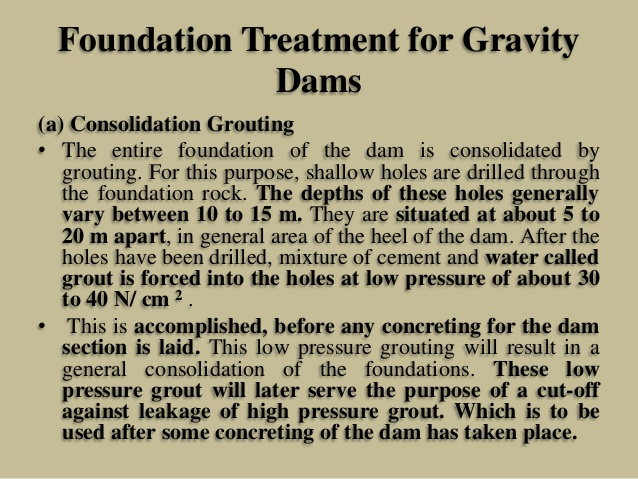 Foundation Treatment for Gravity
Dams
(a) Consolidation Grouting
• The entire foundation of the dam is consolidated by
grouting. For this purpose, shallow holes are drilled through
the foundation rock. The depths of these holes generally
vary between 10 to 15 m. They are situated at about 5 to
20 m apart, in general area of the heel of the dam. After the
holes have been drilled, mixture of cement and water called
grout is forced into the holes at low pressure of about 30
to 40 N/ cm ² .
• This is accomplished, before any concreting for the dam
section is laid. This low pressure grouting will result in a
general consolidation of the foundations. These low
pressure grout will later serve the purpose of a cut-off
against leakage of high pressure grout. Which is to be
used after some concreting of the dam has taken place.